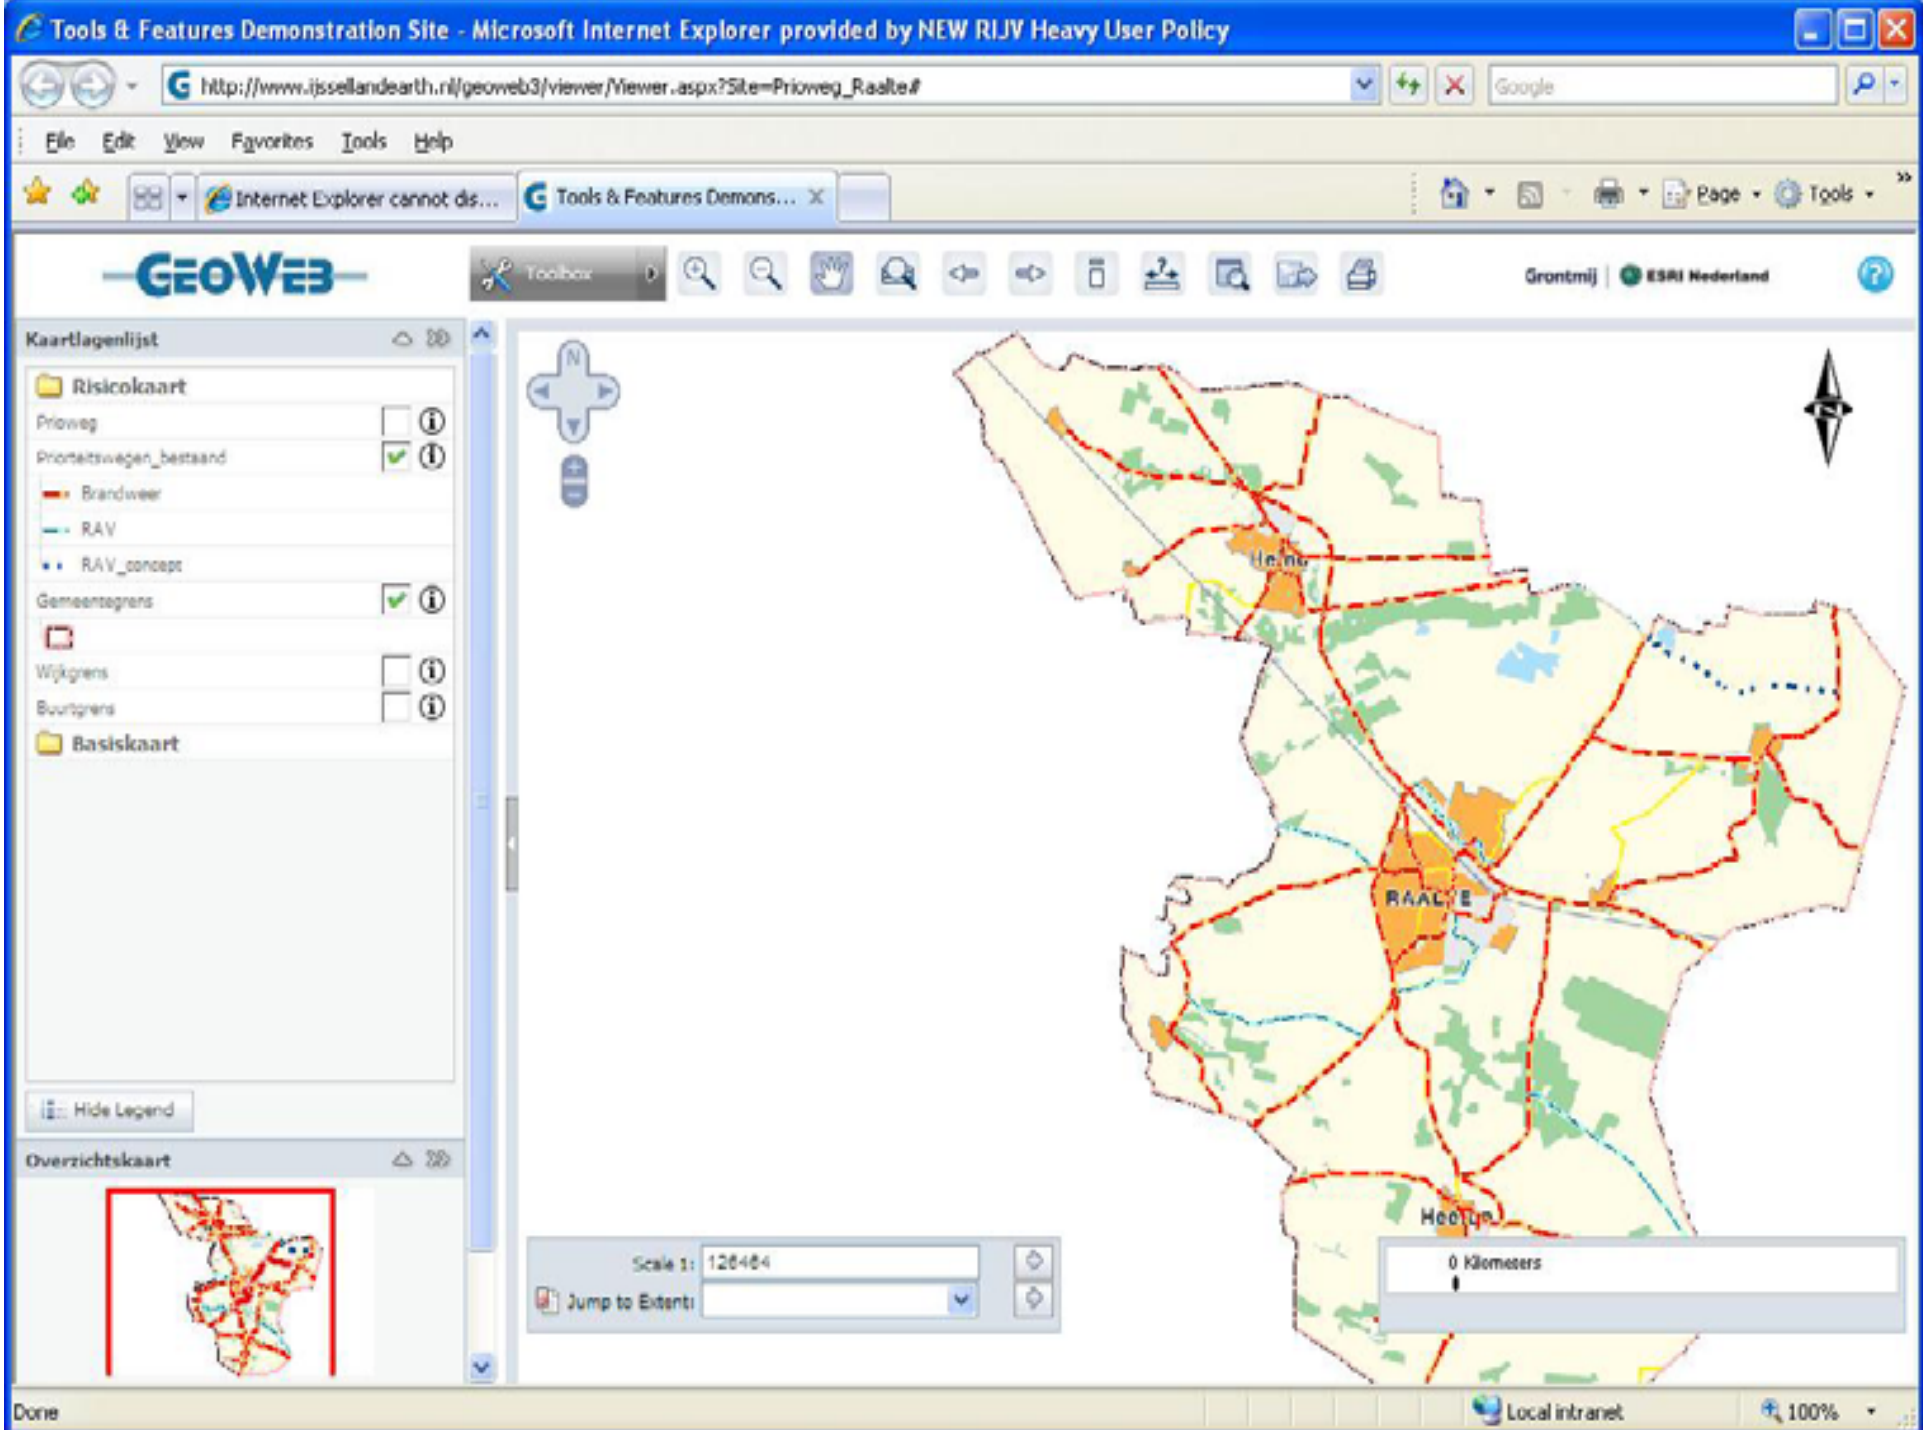 Tools & Features Demonstration Site - Microsoft Internet Explorer provided by NEW RIJV Heavy User Policy
http://www.ijssellandearth.nl/geoweb3/viewer/Viewer.aspx?Site=Prioweg_Raalte#
Google
File Edit View Favorites Tools Help
Internet Explorer cannot dis...
Tools & Features Demons...
Page
Tools
GEOWEB
Toolbox
Grontmij | ESRI Nederland
Kaartlagenlijst
Risicokaart
Prioweg
Priorteitswegen_bestaand
Brandweer
RAV
RAV_concept
Gemeentegrens
Wijkgrens
Buurtgrens
Basiskaart
Hide Legend
Overzichtskaart
N
N
Heino
RAALTE
Scale 1: 126464
Jump to Extent:
0 Kilometers
Done
Local intranet
100%